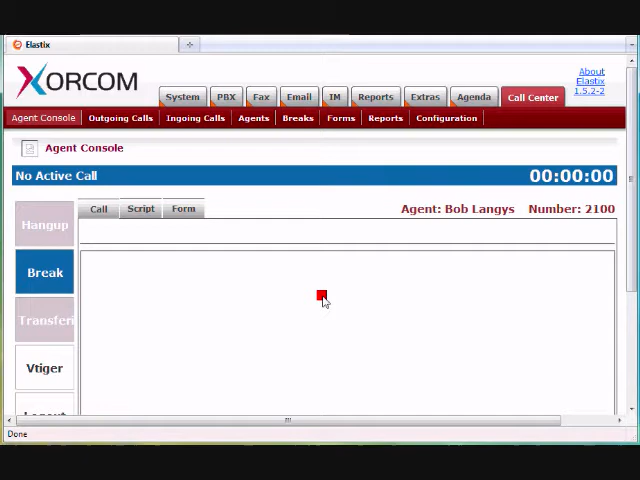 Elastix
XORCOM
System PBX Fax Email IM Reports Extras Agenda Call Center
About
Elastix
1.5.2-2
Agent Console Outgoing Calls Ingoing Calls Agents Breaks Forms Reports Configuration
Agent Console
No Active Call 00:00:00
Hangup
Call Script Form Agent: Bob Langys Number: 2100
Break
Transferi
Vtiger
Logout
Done